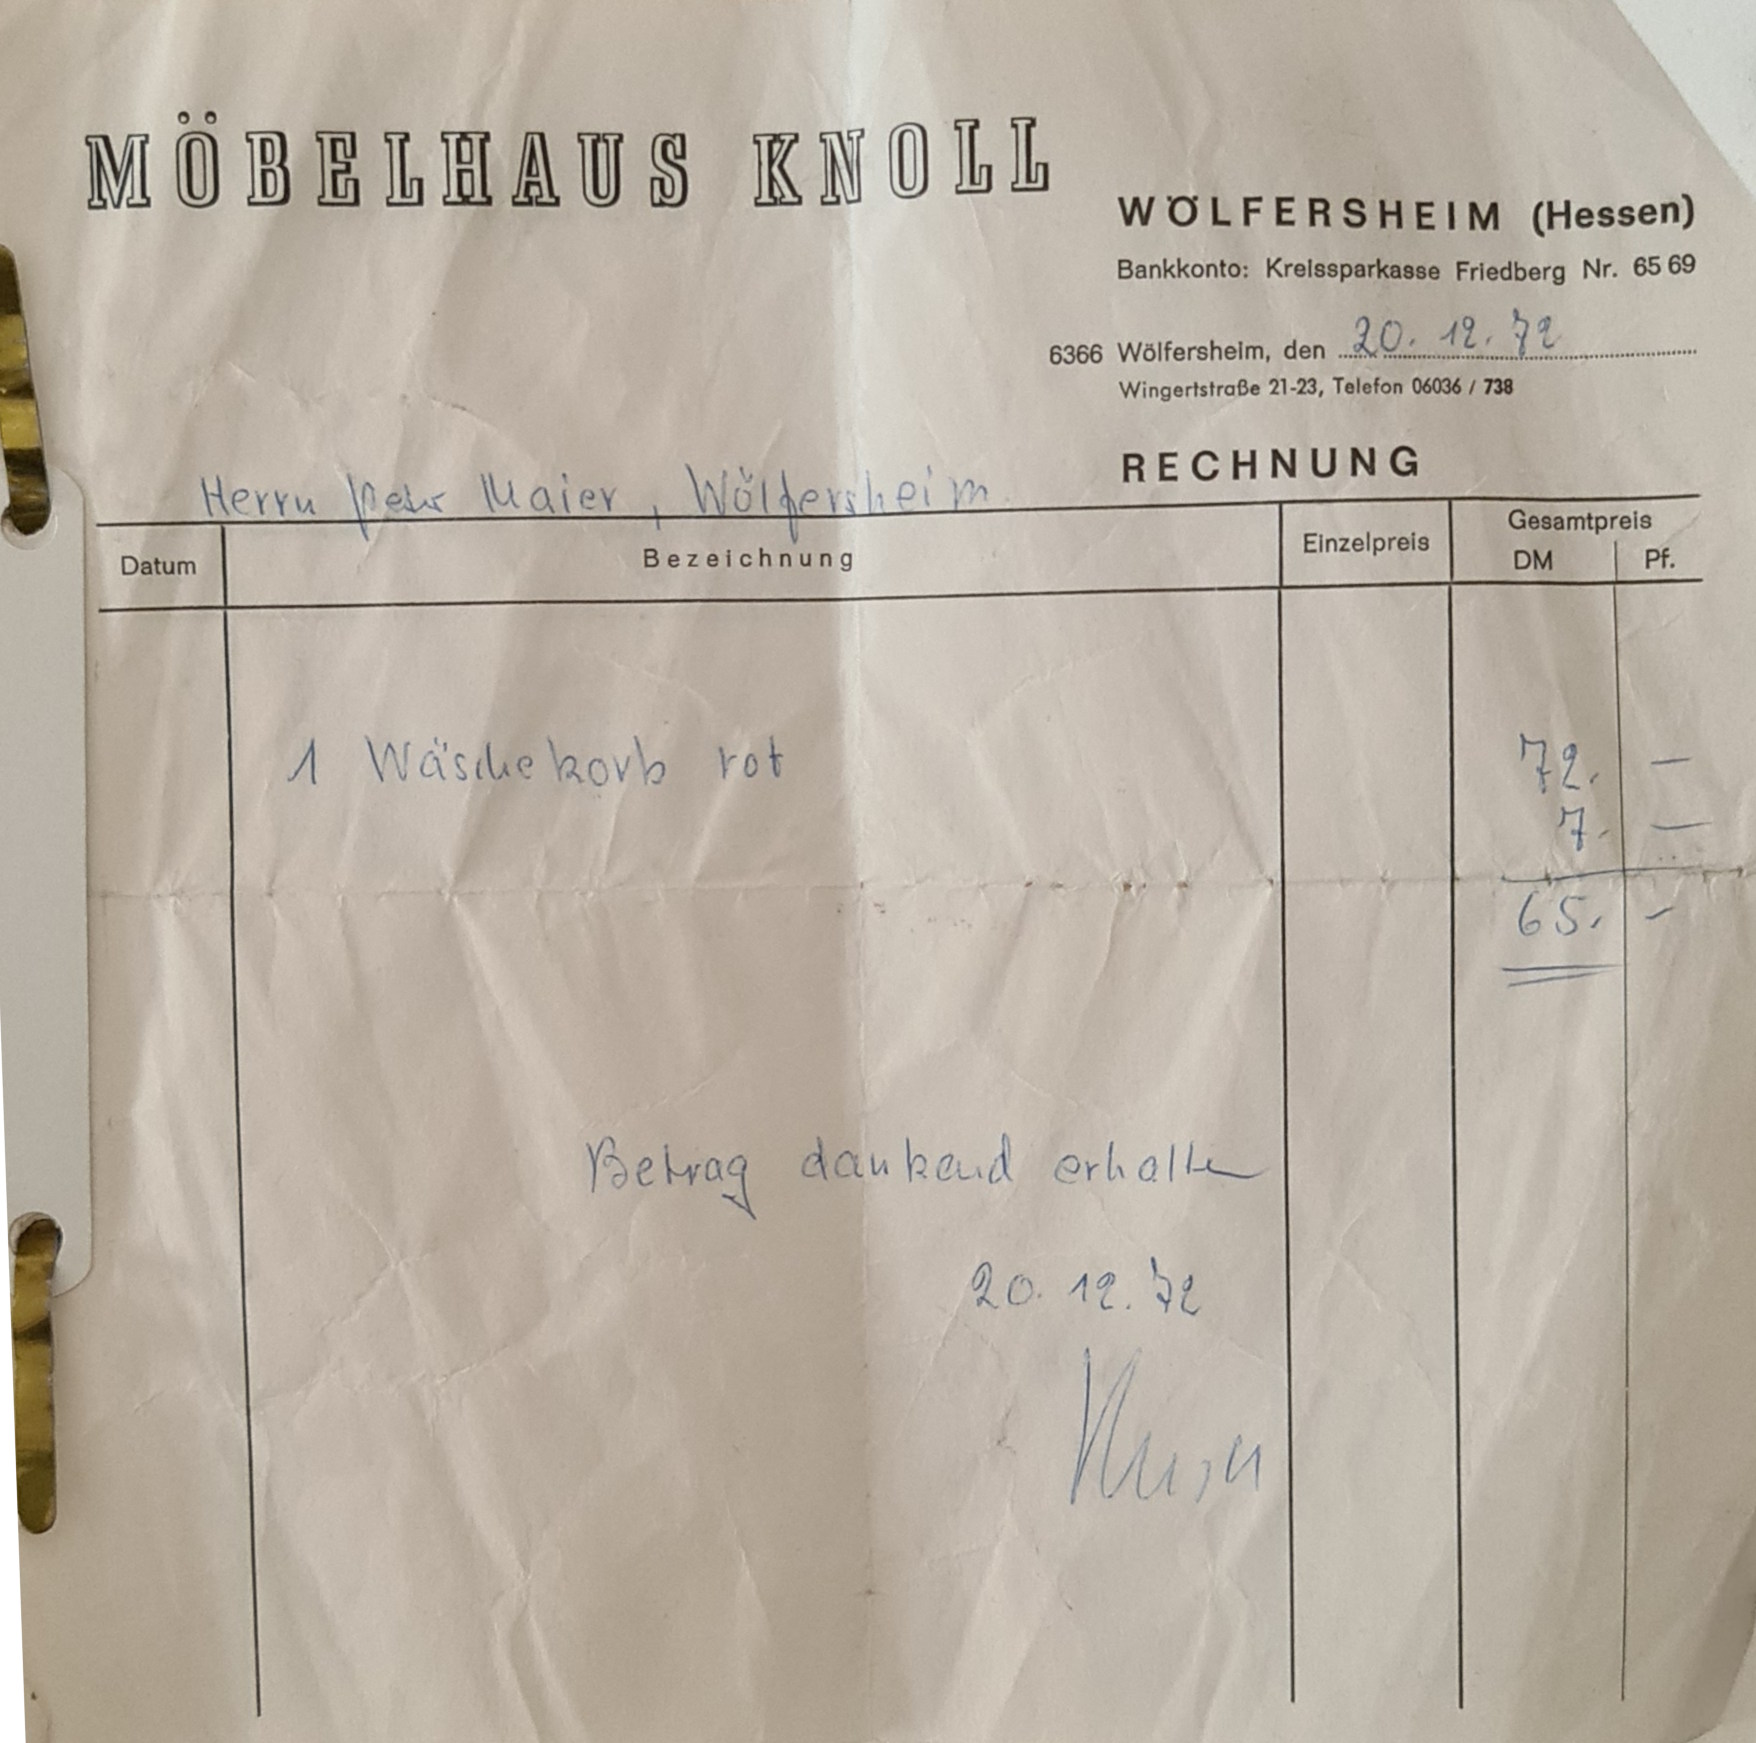 MÖBELHAUS KNOLL
WÖLFERSHEIM (Hessen)
Bankkonto: Kreissparkasse Friedberg Nr. 65 69
6366 Wölfersheim, den 20. 12. 72
Wingertstraße 21-23, Telefon 06036 / 738
RECHNUNG
Herrn Peter Maier, Wölfersheim.
Datum Bezeichnung Einzelpreis Gesamtpreis
DM Pf.
1 Wäschekorb rot 72. —
7. —
65. —
Betrag dankend erhalten
20. 12. 72